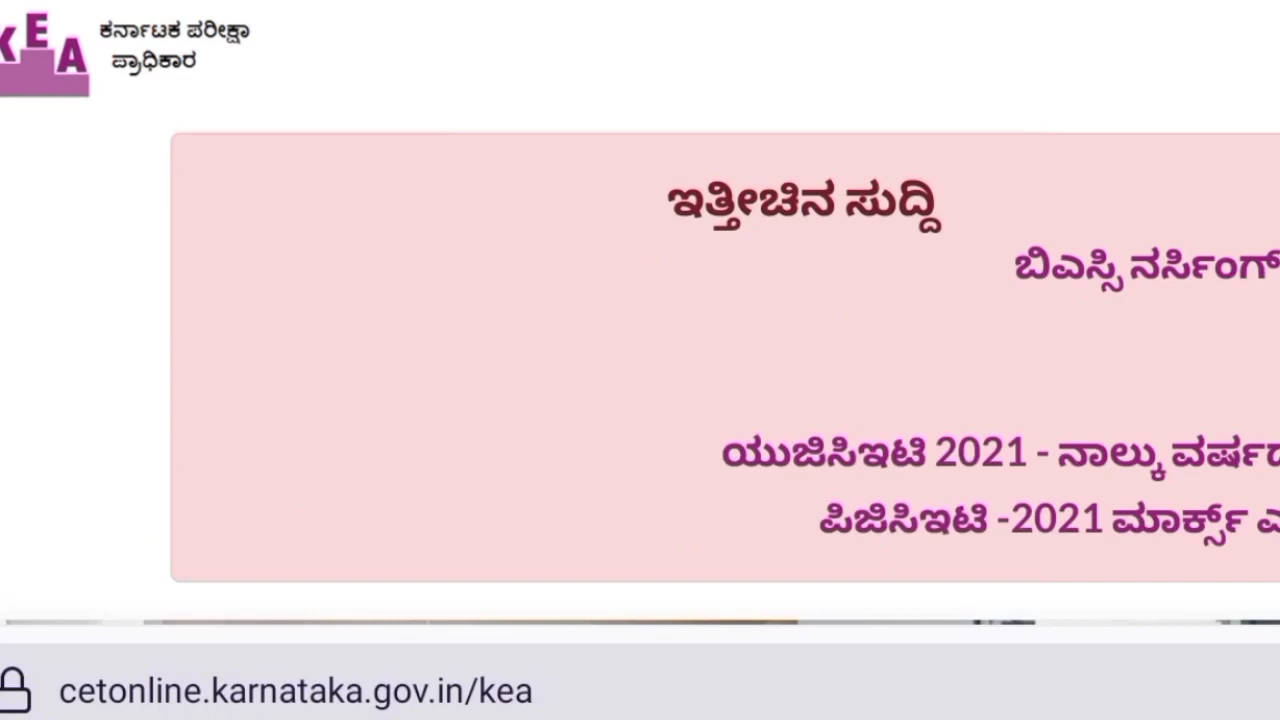 KEA
ಕರ್ನಾಟಕ ಪರೀಕ್ಷಾ
ಪ್ರಾಧಿಕಾರ
ಇತ್ತೀಚಿನ ಸುದ್ದಿ
ಬಿಎಸ್ಸಿ ನರ್ಸಿಂಗ್
ಯುಜಿಸಿಇಟಿ 2021 - ನಾಲ್ಕು
ಪಿಜಿಸಿಇಟಿ -2021 ಮಾರ್ಕ್ಸ್
cetonline.karnataka.gov.in/kea